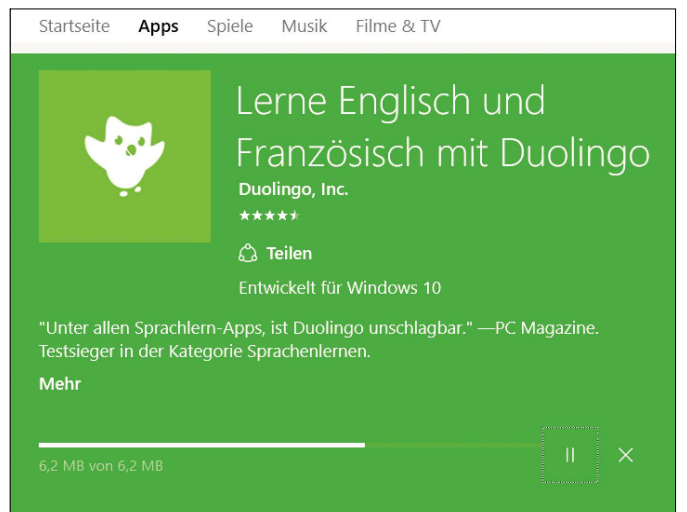 Startseite Apps Spiele Musik Filme & TV
Lerne Englisch und
Französisch mit Duolingo
Duolingo, Inc.
Teilen
Entwickelt für Windows 10
"Unter allen Sprachlern-Apps, ist Duolingo unschlagbar." —PC Magazine.
Testsieger in der Kategorie Sprachenlernen.
Mehr
6,2 MB von 6,2 MB